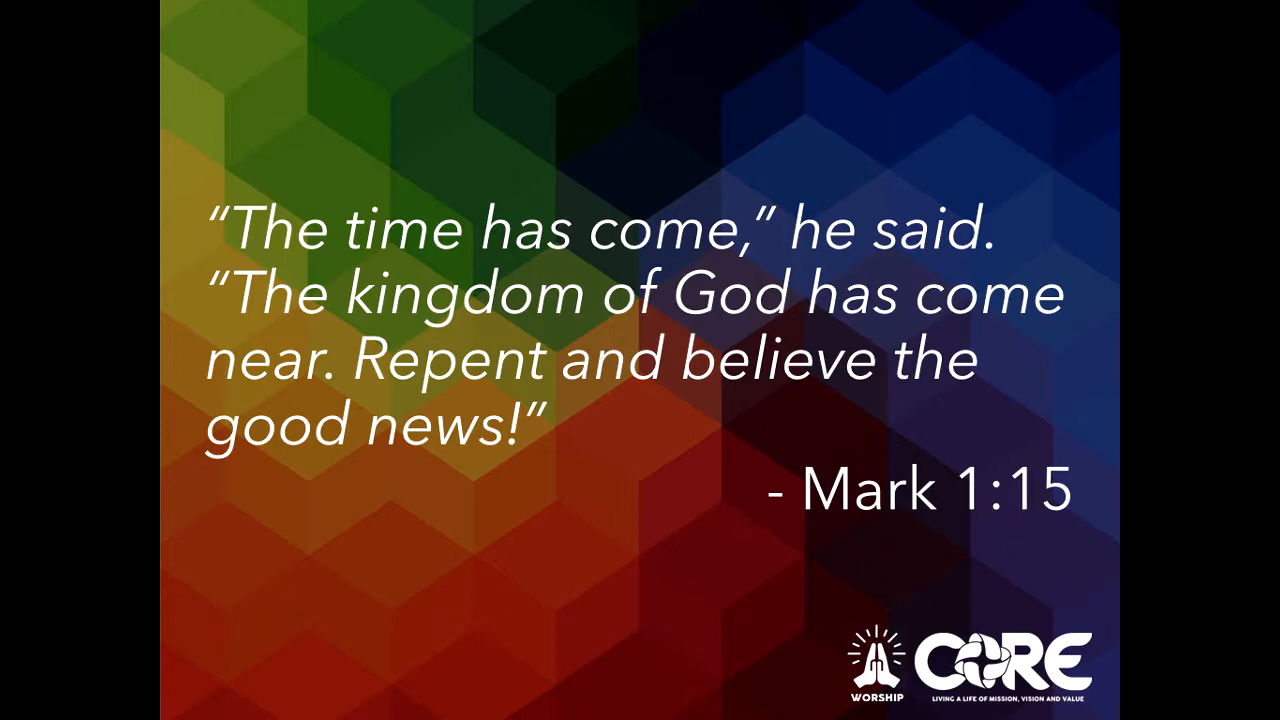 “The time has come,” he said.
“The kingdom of God has come
near. Repent and believe the
good news!”
- Mark 1:15
WORSHIP
CORE
LIVING A LIFE OF MISSION, VISION AND VALUE